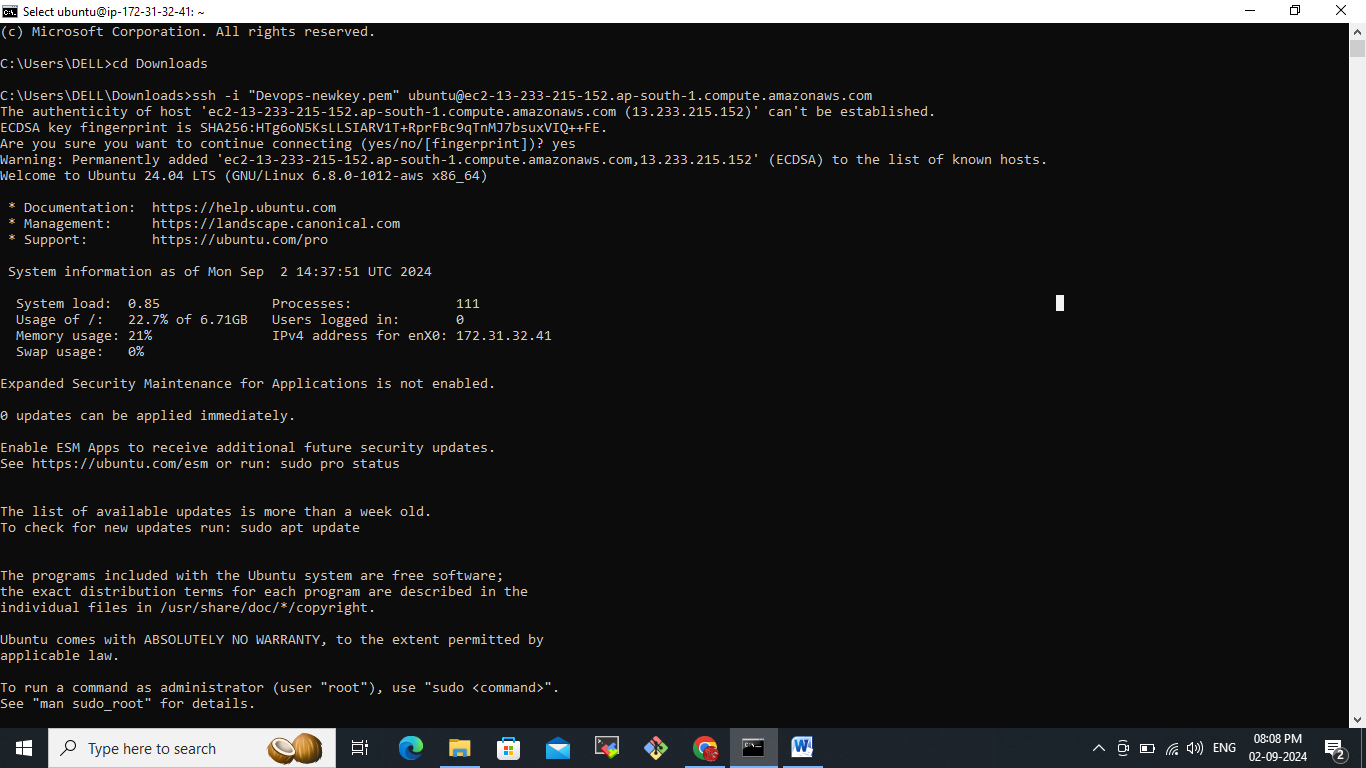 Select ubuntu@ip-172-31-32-41: ~
(c) Microsoft Corporation. All rights reserved.
C:\Users\DELL>cd Downloads
C:\Users\DELL\Downloads>ssh -i "Devops-newkey.pem" ubuntu@ec2-13-233-215-152.ap-south-1.compute.amazonaws.com
The authenticity of host 'ec2-13-233-215-152.ap-south-1.compute.amazonaws.com (13.233.215.152)' can't be established.
ECDSA key fingerprint is SHA256:HTg6oN5KsLLSIARV1T+RprFBc9qTnMJ7bsuxVIQ++FE.
Are you sure you want to continue connecting (yes/no/[fingerprint])? yes
Warning: Permanently added 'ec2-13-233-215-152.ap-south-1.compute.amazonaws.com,13.233.215.152' (ECDSA) to the list of known hosts.
Welcome to Ubuntu 24.04 LTS (GNU/Linux 6.8.0-1012-aws x86_64)
* Documentation:  https://help.ubuntu.com
* Management:     https://landscape.canonical.com
* Support:        https://ubuntu.com/pro
System information as of Mon Sep  2 14:37:51 UTC 2024
System load:  0.85              Processes:             111
Usage of /:   22.7% of 6.71GB   Users logged in:       0
Memory usage: 21%               IPv4 address for enX0: 172.31.32.41
Swap usage:   0%
Expanded Security Maintenance for Applications is not enabled.
0 updates can be applied immediately.
Enable ESM Apps to receive additional future security updates.
See https://ubuntu.com/esm or run: sudo pro status
The list of available updates is more than a week old.
To check for new updates run: sudo apt update
The programs included with the Ubuntu system are free software;
the exact distribution terms for each program are described in the
individual files in /usr/share/doc/*/copyright.
Ubuntu comes with ABSOLUTELY NO WARRANTY, to the extent permitted by
applicable law.
To run a command as administrator (user "root"), use "sudo <command>".
See "man sudo_root" for details.
Type here to search
ENG
08:08 PM
02-09-2024
2